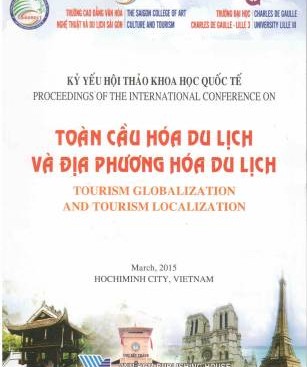 TRƯỜNG CAO ĐẲNG VĂN HÓA
NGHỆ THUẬT VÀ DU LỊCH SÀI GÒN
THE SAIGON COLLEGE OF ART
CULTURE AND TOURISM
TRƯỜNG ĐẠI HỌC
CHARLES DE GAULLE - LILLE 3
CHARLES DE GAULLE
UNIVERSITY LILLE III
KỶ YẾU HỘI THẢO KHOA HỌC QUỐC TẾ
PROCEEDINGS OF THE INTERNATIONAL CONFERENCE ON
TOÀN CẦU HÓA DU LỊCH
VÀ ĐỊA PHƯƠNG HÓA DU LỊCH
TOURISM GLOBALIZATION
AND TOURISM LOCALIZATION
March, 2015
HOCHIMINH CITY, VIETNAM
PUBLISHING HOUSE